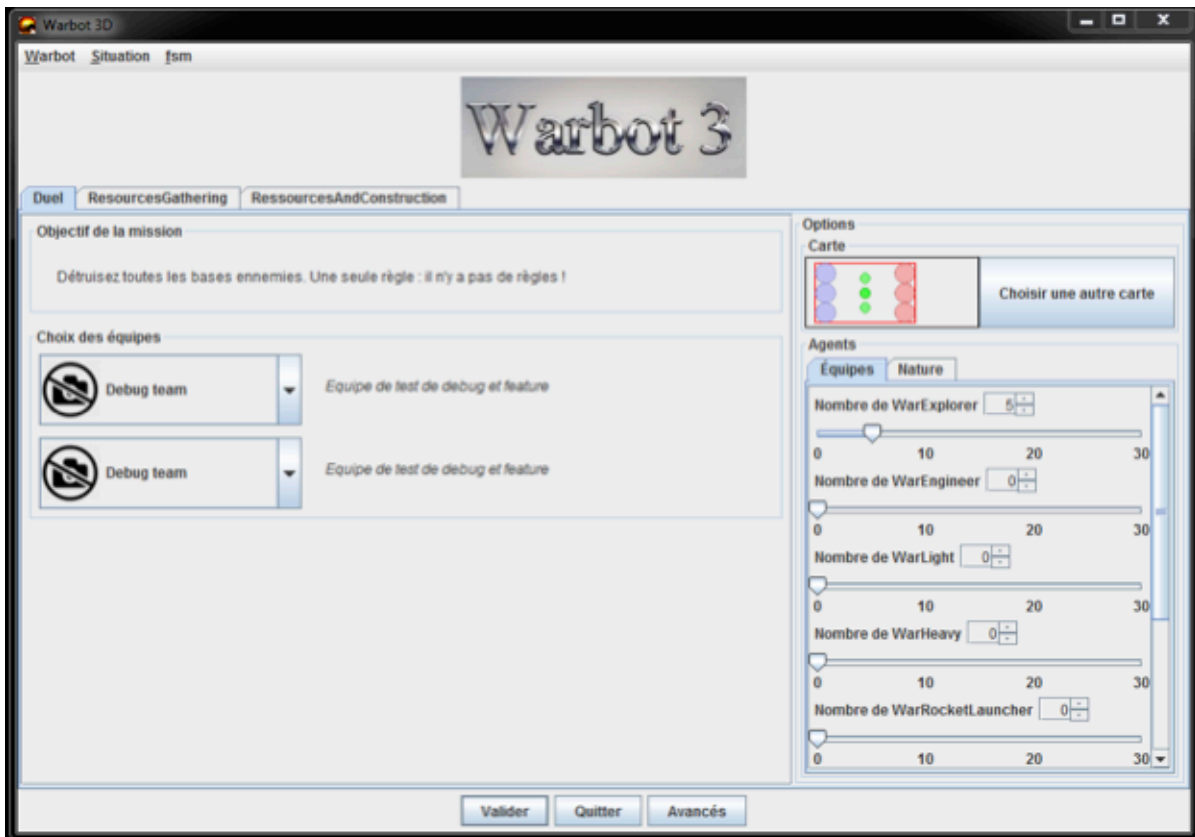 Warbot 3D
Warbot Situation fsm
Warbot 3
Duel ResourcesGathering RessourcesAndConstruction
Objectif de la mission
Détruisez toutes les bases ennemies. Une seule règle : il n'y a pas de règles !
Choix des équipes
Debug team Equipe de test de debug et feature
Debug team Equipe de test de debug et feature
Options
Carte
Choisir une autre carte
Agents
Équipes Nature
Nombre de WarExplorer 5
0 10 20 30
Nombre de WarEngineer 0
0 10 20 30
Nombre de WarLight 0
0 10 20 30
Nombre de WarHeavy 0
0 10 20 30
Nombre de WarRocketLauncher 0
0 10 20 30
Valider Quitter Avancés